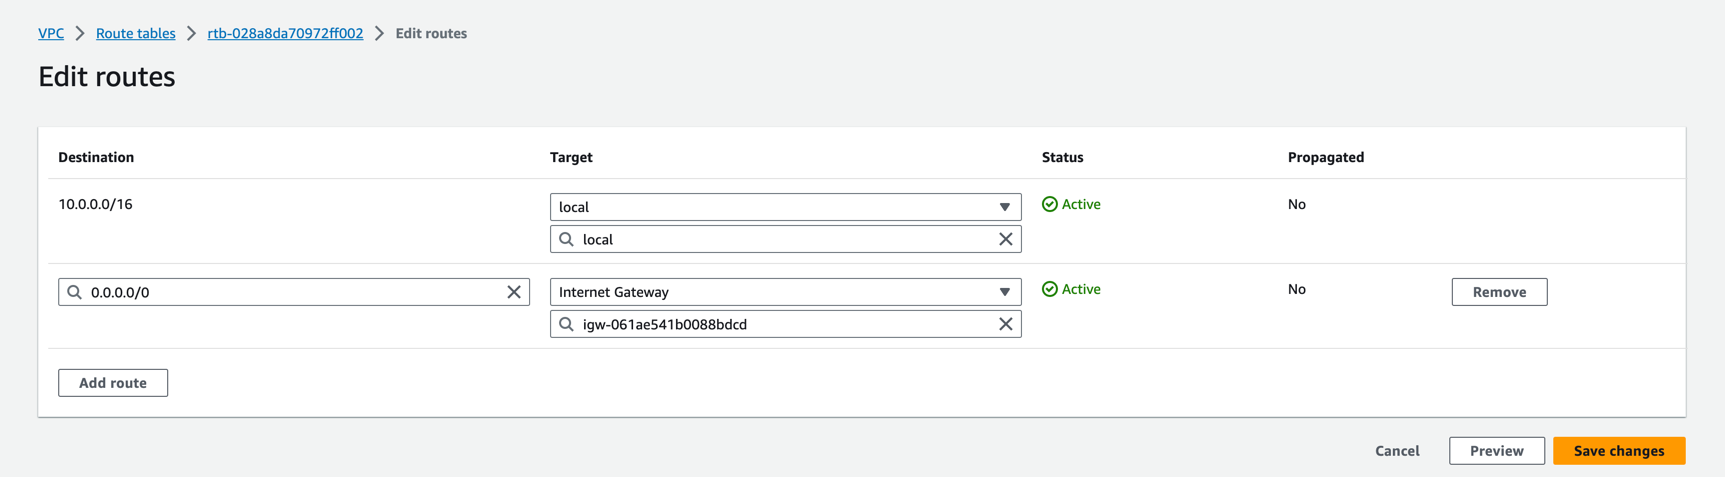 VPC > Route tables > rtb-028a8da70972ff002 > Edit routes
Edit routes
Destination Target Status Propagated
10.0.0.0/16 local Active No
local
0.0.0.0/0 Internet Gateway Active No Remove
igw-061ae541b0088bdcd
Add route
Cancel Preview Save changes